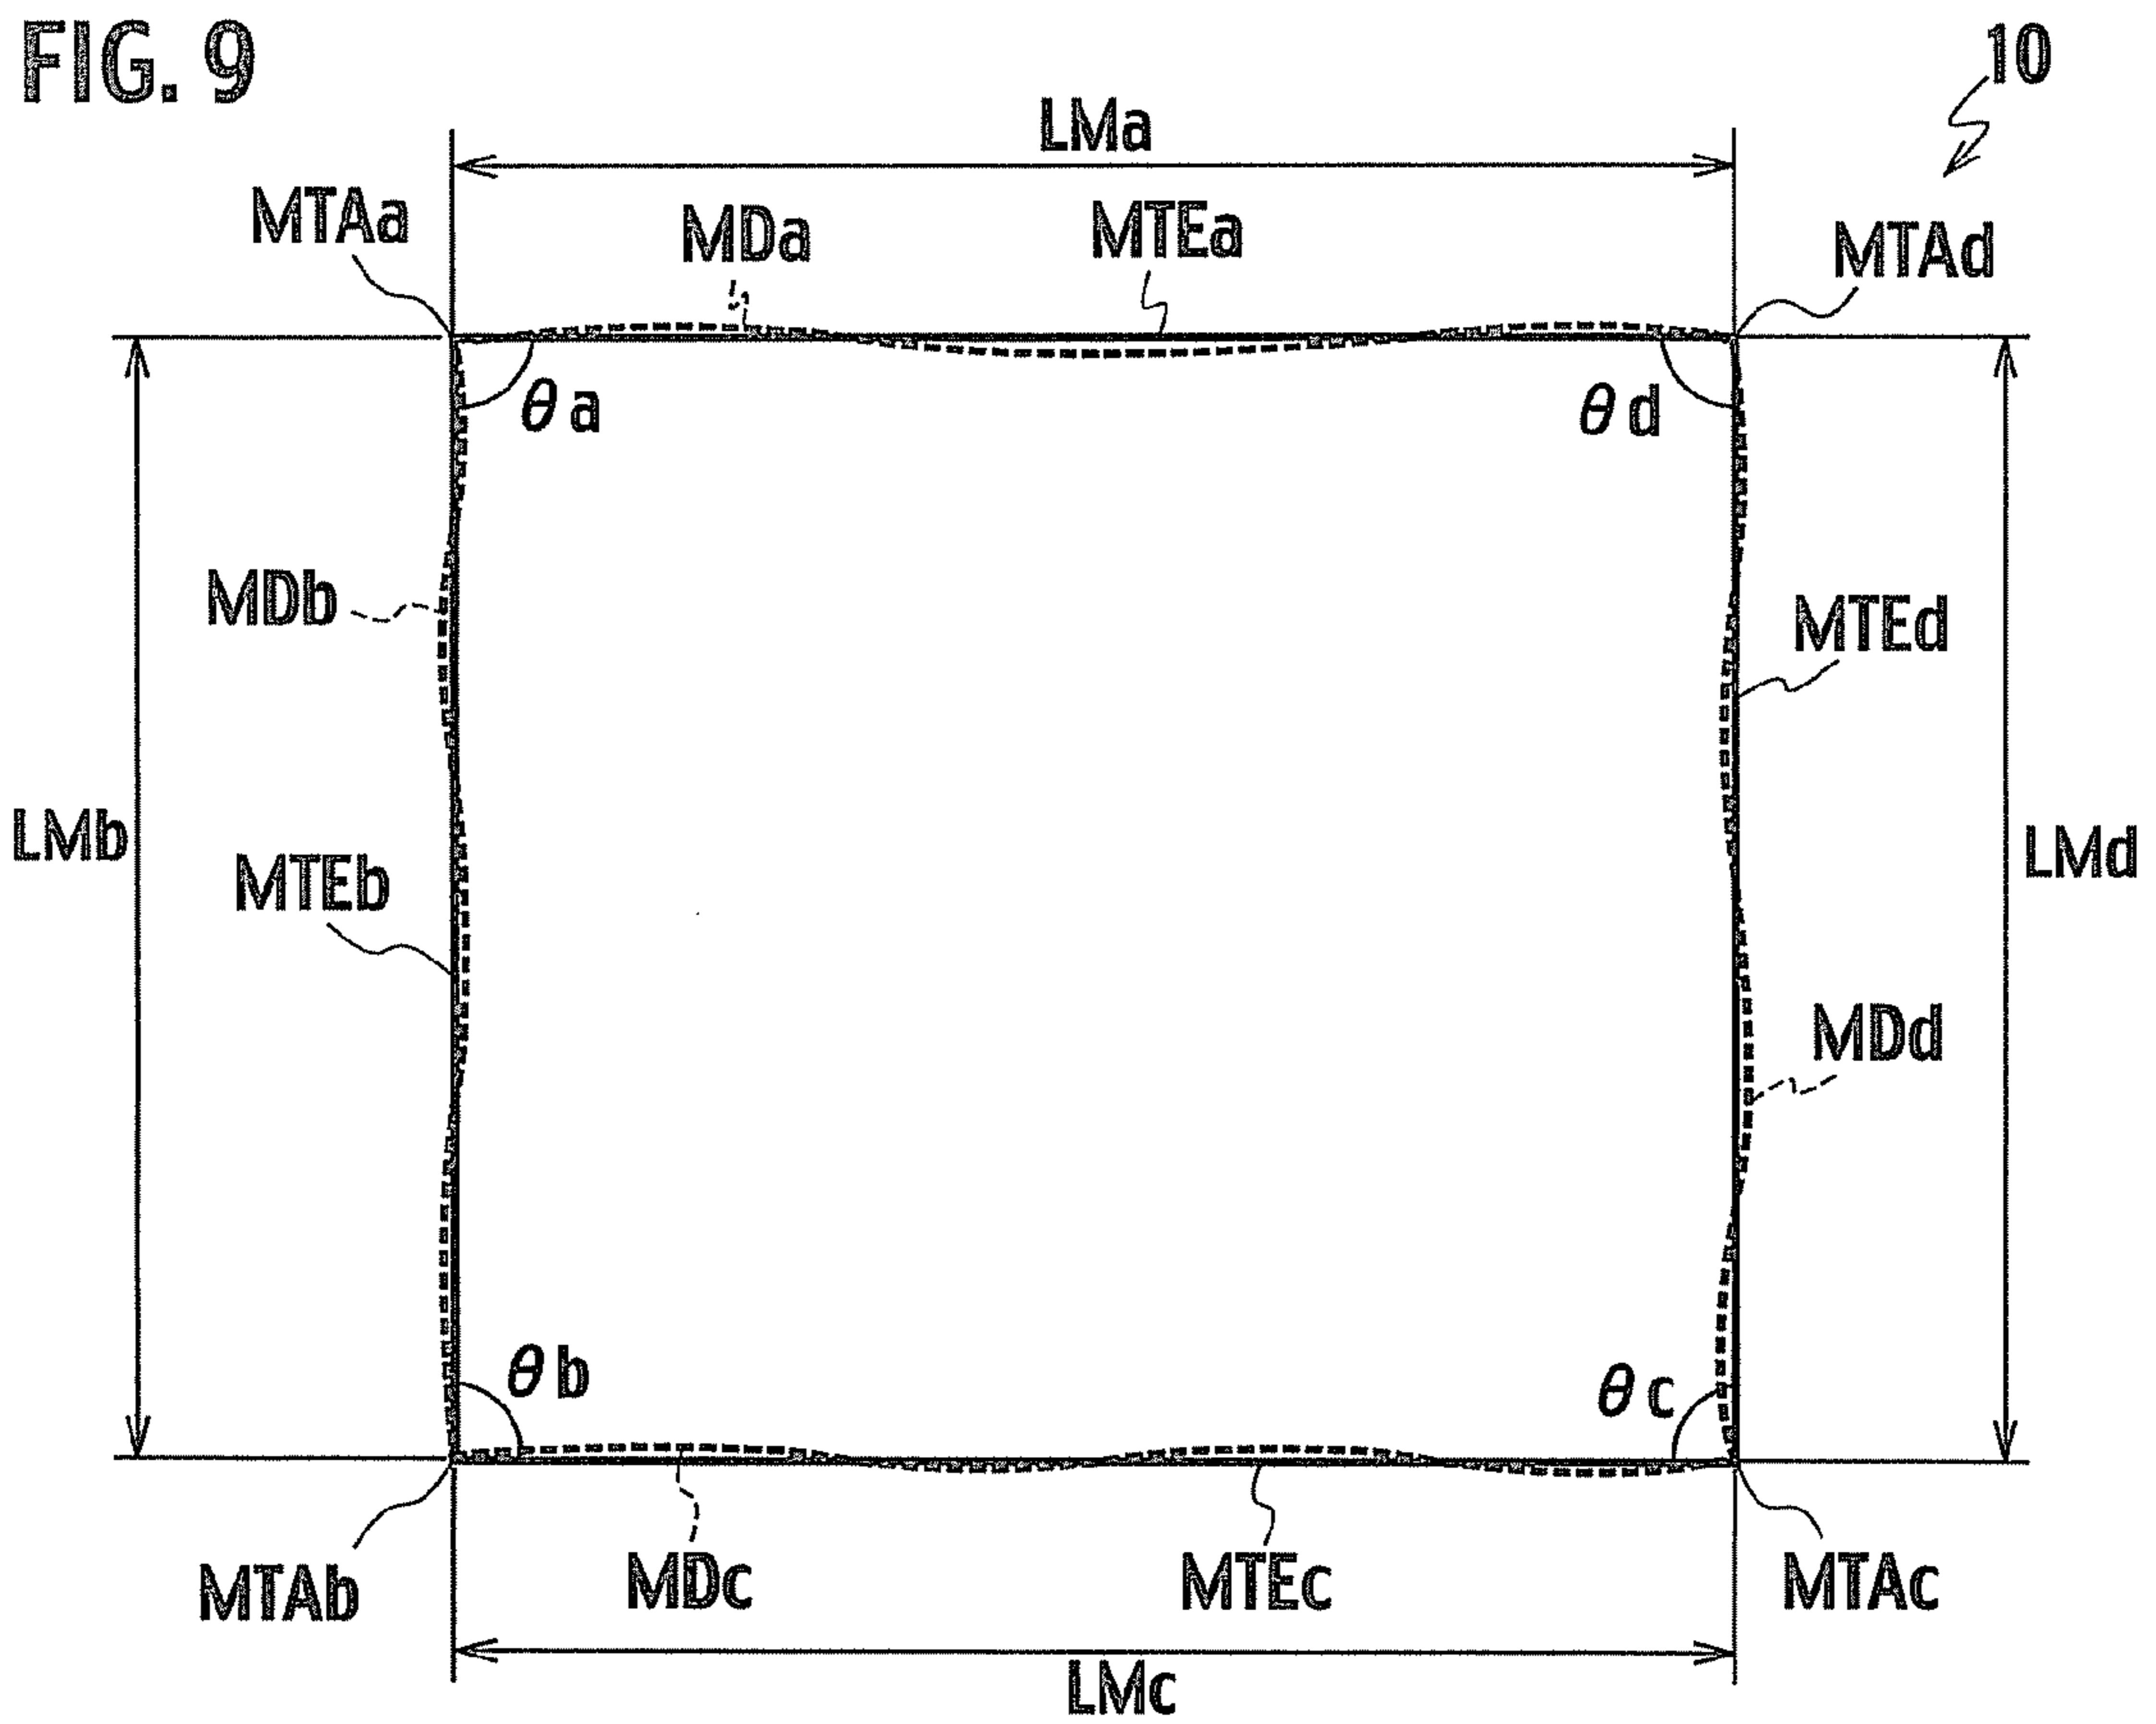 FIG. 9
10
LMa
MTAa
MDa
MTEa
MTAd
θa
θd
MDb
MTEd
LMb
MTEb
LMd
MDd
θb
θc
MTAb
MDc
MTEc
MTAc
LMc